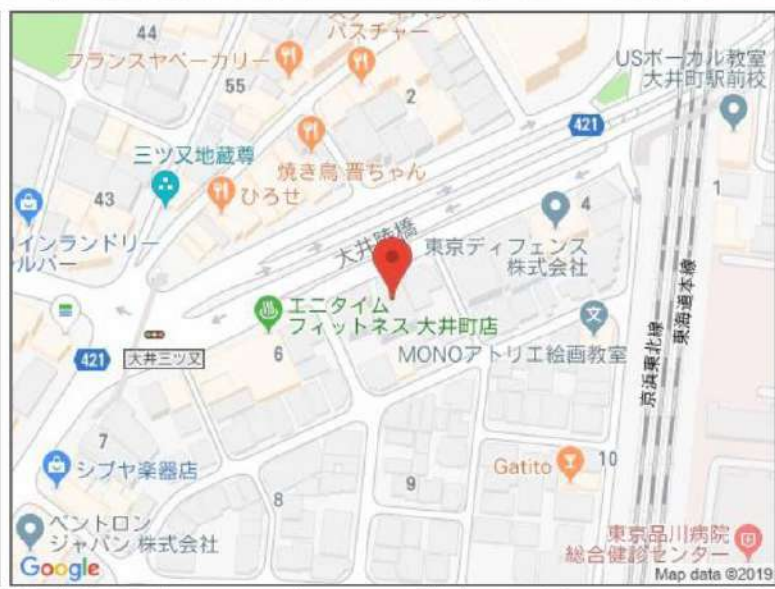 44
バスチャー
フランスヤベーカリー
55
2
USボーカル教室
大井町駅前校
421
三ツ又地蔵尊
焼き鳥 晋ちゃん
43
ひろせ
4
1
インランドリー
ルバー
大井陸橋
東京ディフェンス
株式会社
東海道本線
京浜東北線
エニタイム
フィットネス 大井町店
6
MONOアトリエ絵画教室
421
大井三ツ又
7
シブヤ楽器店
Gatito
10
9
8
ベントロン
ジャパン 株式会社
東京品川病院
総合健診センター
Google
Map data ©2019